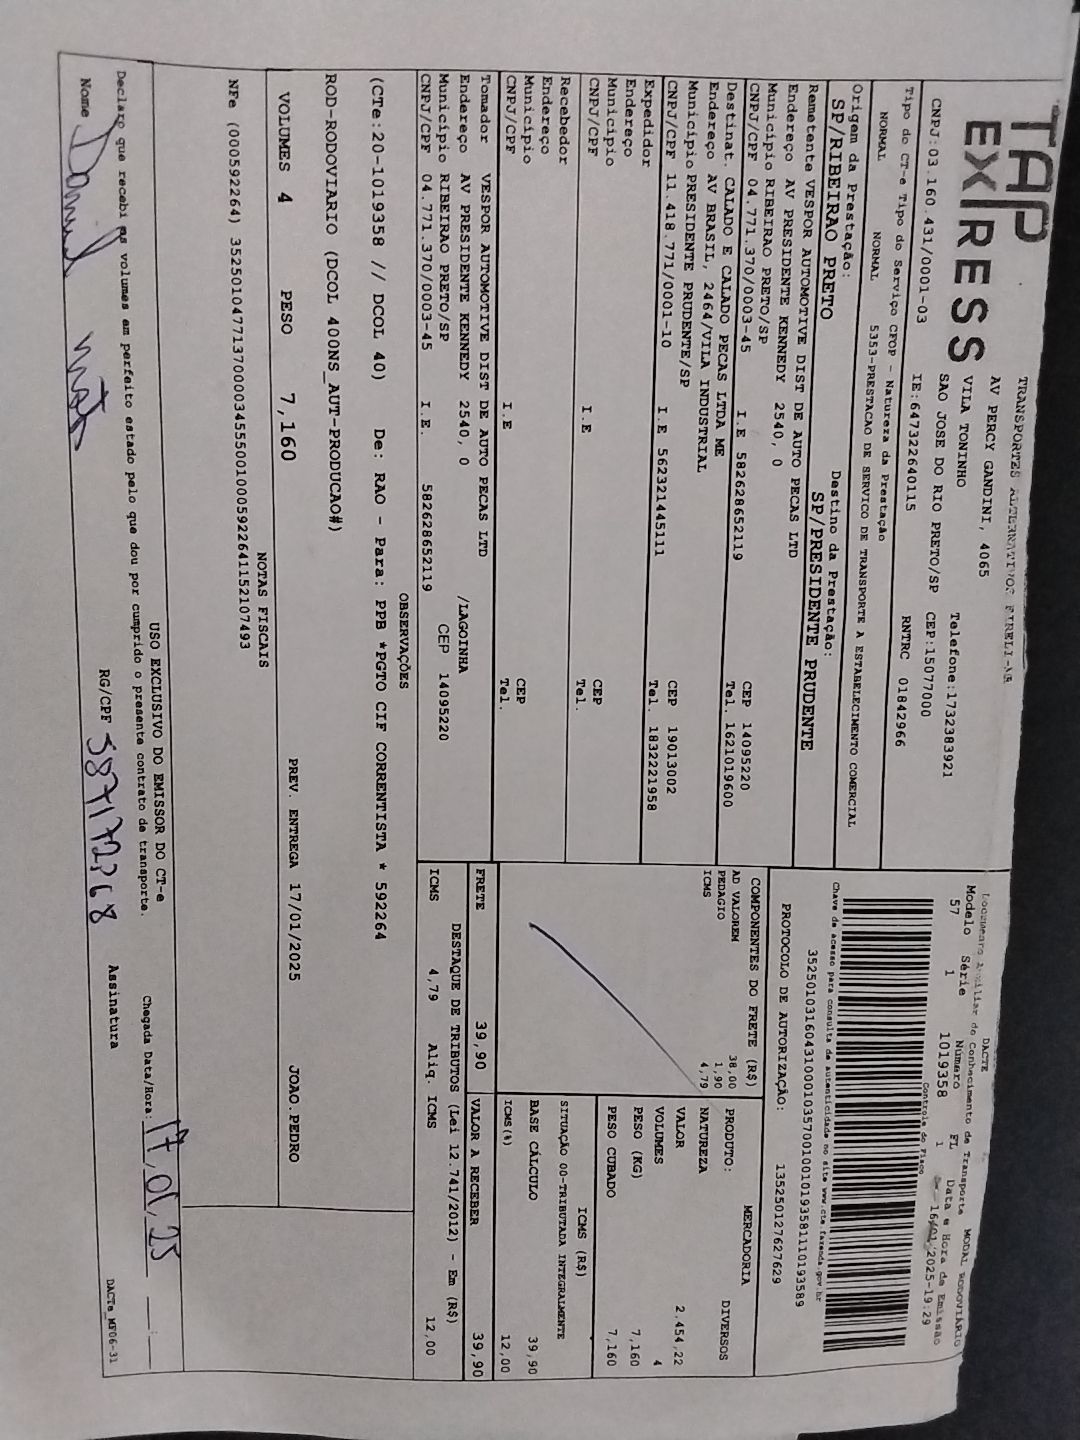 TAP
EXPRESS
TRANSPORTES ALTERNATIVOS
AV PERCY GANDINI, 4065
VILA TONINHO
SAO JOSE DO RIO PRETO/SP
Telefone:1732383921
CEP:15077000
CNPJ:03.160.431/0001-03
IE:647322640115
RNTRC 01842966
Tipo do CT-e Tipo do Serviço CFOP - Natureza da Prestação
NORMAL NORMAL 5353-PRESTACAO DE SERVICO DE TRANSPORTE A ESTABELECIMENTO COMERCIAL
Origem da Prestação: Destino da Prestação:
SP/RIBEIRAO PRETO SP/PRESIDENTE PRUDENTE
DACTE
Documento Auxiliar do Conhecimento de Transporte MODAL RODOVIÁRIO
Modelo Série Número FL Data e Hora de Emissão
57 1 1019358 1 16/01/2025-19:29
Controle do Fisco
Chave de acesso para consulta de autenticidade no site www.cte.fazenda.gov.br
PROTOCOLO DE AUTORIZAÇÃO: 135250127627629
Remetente VESPOR AUTOMOTIVE DIST DE AUTO PECAS LTD
Endereço AV PRESIDENTE KENNEDY 2540, 0
Município RIBEIRAO PRETO/SP CEP 14095220
CNPJ/CPF 04.771.370/0003-45 I.E 582628652119 Tel. 1621019600
Destinat. CALADO E CALADO PECAS LTDA ME
Endereço AV BRASIL, 2464/VILA INDUSTRIAL
Município PRESIDENTE PRUDENTE/SP CEP 19013002
CNPJ/CPF 11.418.771/0001-10 I.E 562321445111 Tel. 1832221958
Expedidor
Endereço
Município CEP
CNPJ/CPF I.E Tel.
Recebedor
Endereço
Município CEP
CNPJ/CPF I.E Tel.
Tomador VESPOR AUTOMOTIVE DIST DE AUTO PECAS LTD
Endereço AV PRESIDENTE KENNEDY 2540, 0 /LAGOINHA
Município RIBEIRAO PRETO/SP CEP 14095220
CNPJ/CPF 04.771.370/0003-45 I.E. 582628652119
COMPONENTES DO FRETE (R$)
AD VALOREM 38,00
PEDAGIO 1,90
ICMS 4,79
MERCADORIA
PRODUTO: DIVERSOS
NATUREZA
VALOR 2.454,22
VOLUMES 4
PESO (KG) 7,160
PESO CUBADO 7,160
ICMS (R$)
SITUAÇÃO 00-TRIBUTADA INTEGRALMENTE
BASE CÁLCULO 39,90
ICMS(%) 12,00
FRETE 39,90 VALOR A RECEBER 39,90
DESTAQUE DE TRIBUTOS (Lei 12.741/2012) - Em (R$)
ICMS 4,79 Aliq. ICMS 12,00
OBSERVAÇÕES
(CTe:20-1019358 // DCOL 40) De: RAO - Para: PPB *PGTO CIF CORRENTISTA * 592264
ROD-RODOVIARIO (DCOL 400NS_AUT-PRODUCAO#)
VOLUMES 4 PESO 7,160 PREV. ENTREGA 17/01/2025 JOAO.PEDRO
NOTAS FISCAIS
USO EXCLUSIVO DO EMISSOR DO CT-e
Declaro que recebi os volumes em perfeito estado pelo que dou por cumprido o presente contrato de transporte. Chegada Data/Hora: 17,01,25
Nome RG/CPF Assinatura
DACTe_MF06-31